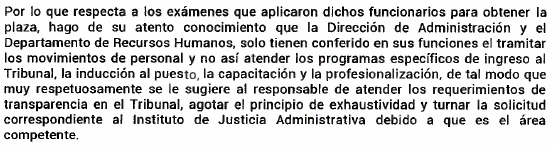 Por lo que respecta a los exámenes que aplicaron dichos funcionarios para obtener la
plaza, hago de su atento conocimiento que la Dirección de Administración y el
Departamento de Recursos Humanos, solo tienen conferido en sus funciones el tramitar
los movimientos de personal y no así atender los programas específicos de ingreso al
Tribunal, la inducción al puesto, la capacitación y la profesionalización, de tal modo que
muy respetuosamente se le sugiere al responsable de atender los requerimientos de
transparencia en el Tribunal, agotar el principio de exhaustividad y turnar la solicitud
correspondiente al Instituto de Justicia Administrativa debido a que es el área
competente.